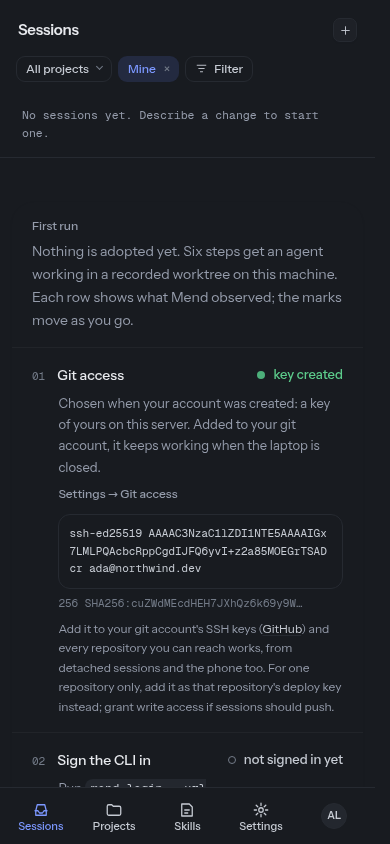 Sessions
+
All projects
Mine ×
Filter
No sessions yet. Describe a change to start
one.
First run
Nothing is adopted yet. Six steps get an agent
working in a recorded worktree on this machine.
Each row shows what Mend observed; the marks
move as you go.
01 Git access key created
Chosen when your account was created: a key
of yours on this server. Added to your git
account, it keeps working when the laptop is
closed.
Settings → Git access
ssh-ed25519 AAAAC3NzaC1lZDI1NTE5AAAAIGx
7LMLPQAcbcRppCgdIJFQ6yvI+z2a85MOEGrTSAD
cr ada@northwind.dev
256 SHA256:cuZWdMEcdHEH7JXhQz6k69y9W…
Add it to your git account's SSH keys (GitHub) and
every repository you can reach works, from
detached sessions and the phone too. For one
repository only, add it as that repository's deploy key
instead; grant write access if sessions should push.
02 Sign the CLI in not signed in yet
Sessions
Projects
Skills
Settings
AL